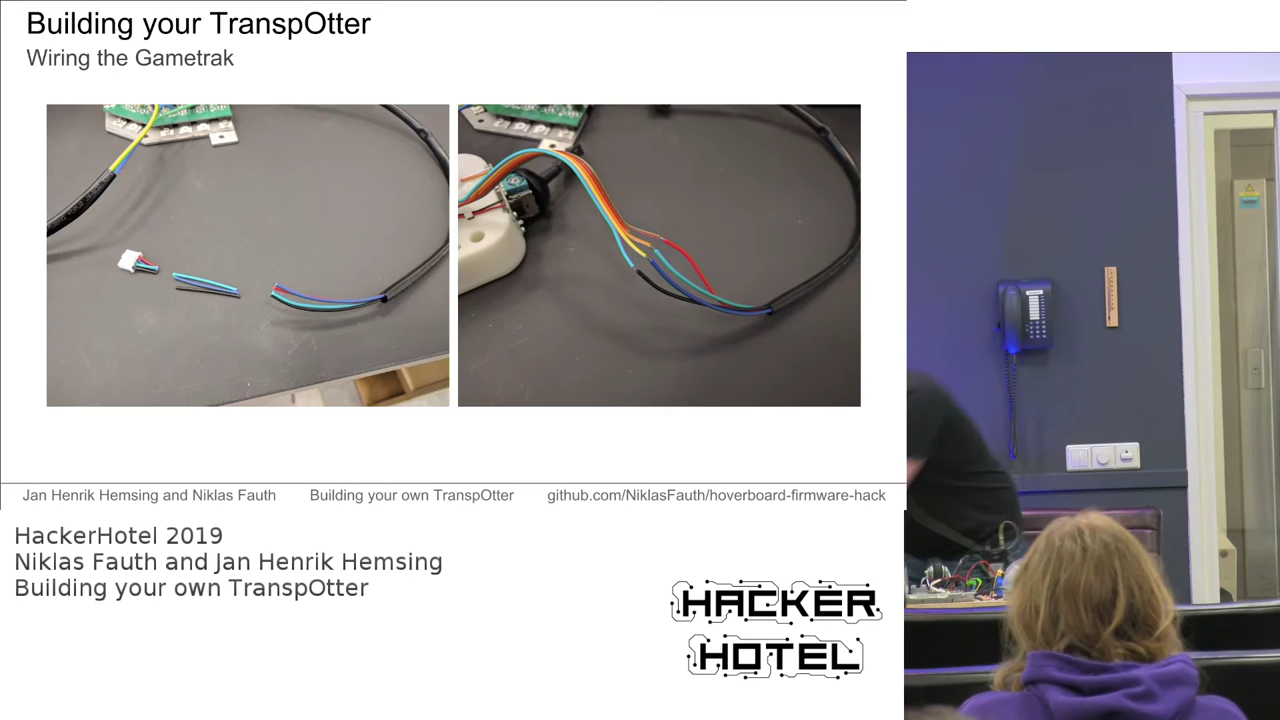 Building your TranspOtter
Wiring the Gametrak
Jan Henrik Hemsing and Niklas Fauth
Building your own TranspOtter
github.com/NiklasFauth/hoverboard-firmware-hack
HackerHotel 2019
Niklas Fauth and Jan Henrik Hemsing
Building your own TranspOtter
HACKER
HOTEL